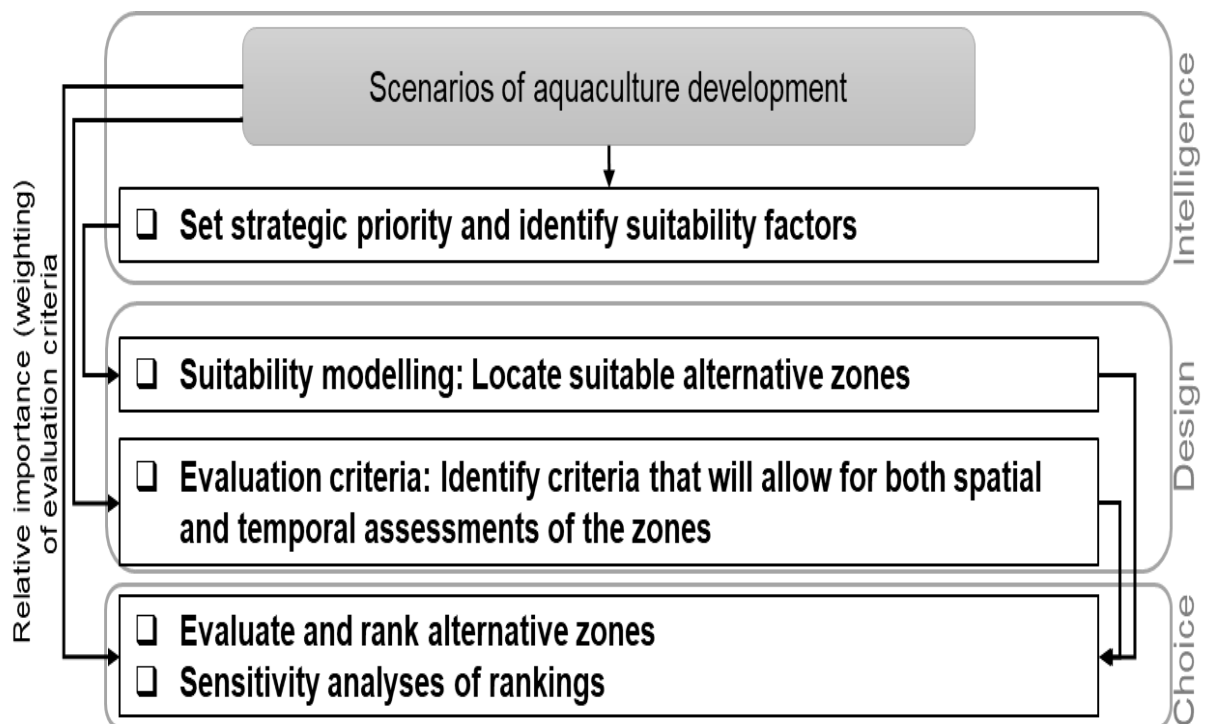 Scenarios of aquaculture development
❑ Set strategic priority and identify suitability factors
Intelligence
❑ Suitability modelling: Locate suitable alternative zones
❑ Evaluation criteria: Identify criteria that will allow for both spatial
and temporal assessments of the zones
Design
❑ Evaluate and rank alternative zones
❑ Sensitivity analyses of rankings
Choice
Relative importance (weighting)
of evaluation criteria